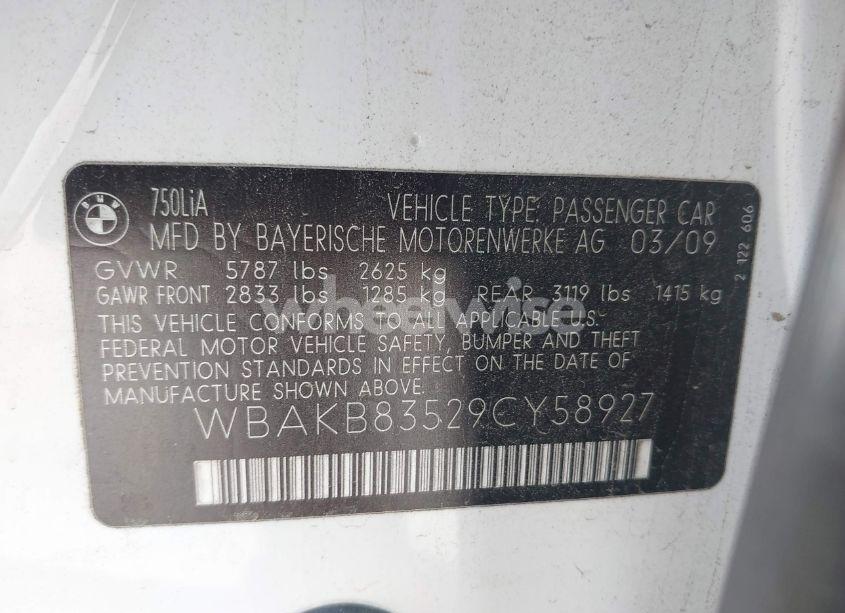 BMW
750LiA VEHICLE TYPE: PASSENGER CAR
MFD BY BAYERISCHE MOTORENWERKE AG 03/09
GVWR 5787 lbs 2625 kg
GAWR FRONT 2833 lbs 1285 kg REAR 3119 lbs 1415 kg
THIS VEHICLE CONFORMS TO ALL APPLICABLE U.S.
FEDERAL MOTOR VEHICLE SAFETY, BUMPER AND THEFT
PREVENTION STANDARDS IN EFFECT ON THE DATE OF
MANUFACTURE SHOWN ABOVE.
WBAKB83529CY58927
2 122 606
wheelwise